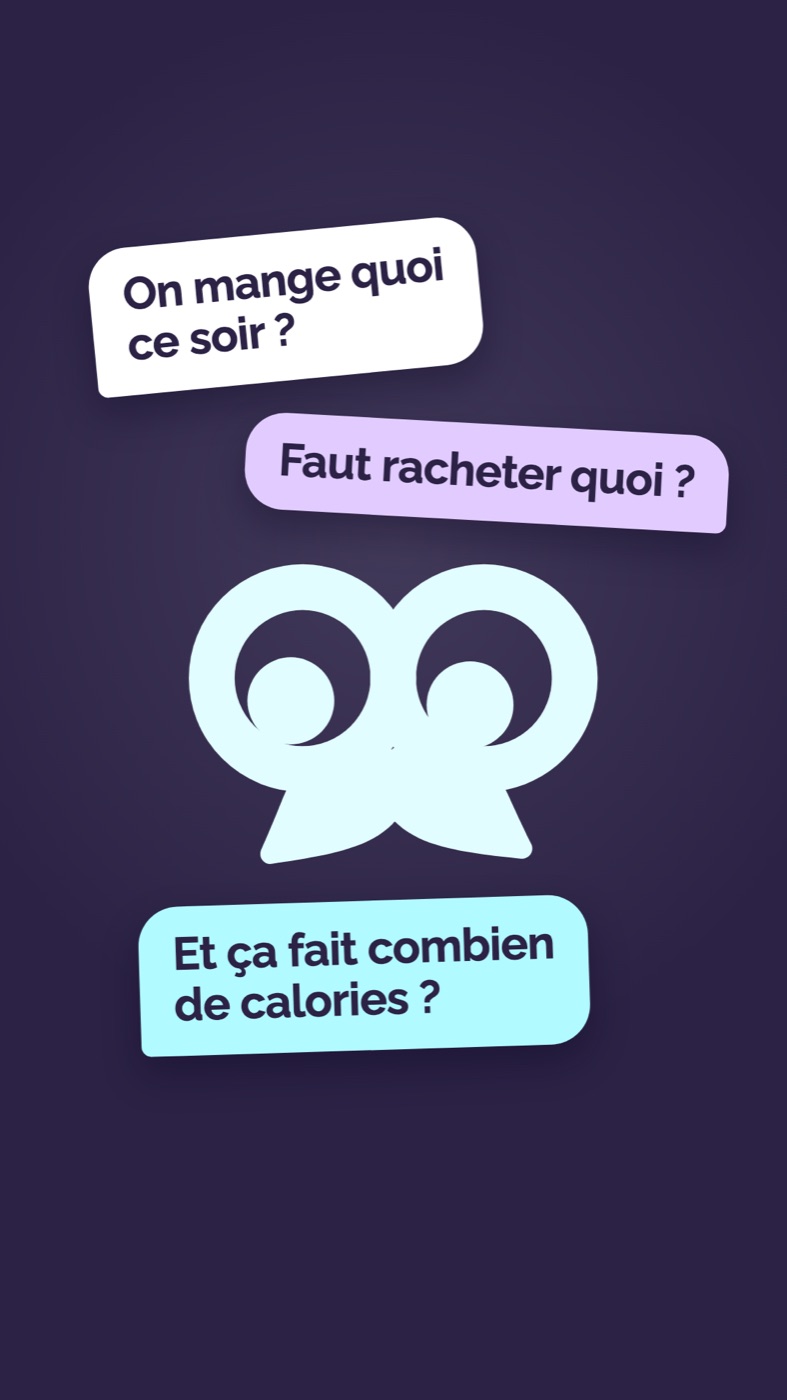 On mange quoi
ce soir ?
Faut racheter quoi ?
Et ça fait combien
de calories ?